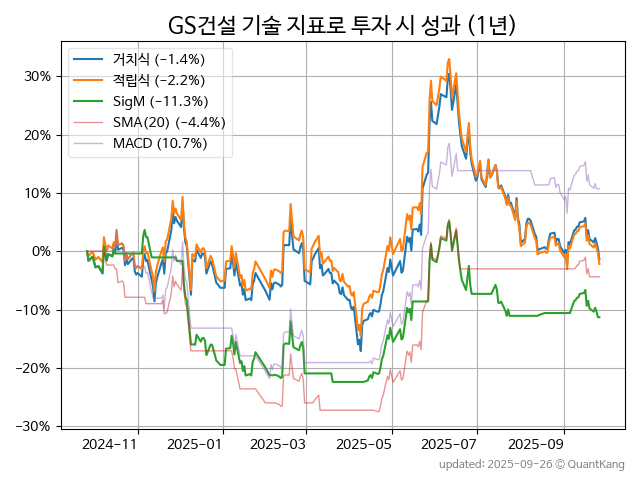 GS건설 기술 지표로 투자 시 성과 (1년)
거치식 (−1.4%)
적립식 (−2.2%)
SigM (−11.3%)
SMA(20) (−4.4%)
MACD (10.7%)
30%
20%
10%
0%
−10%
−20%
−30%
2024-11
2025-01
2025-03
2025-05
2025-07
2025-09
updated: 2025-09-26 © QuantKang